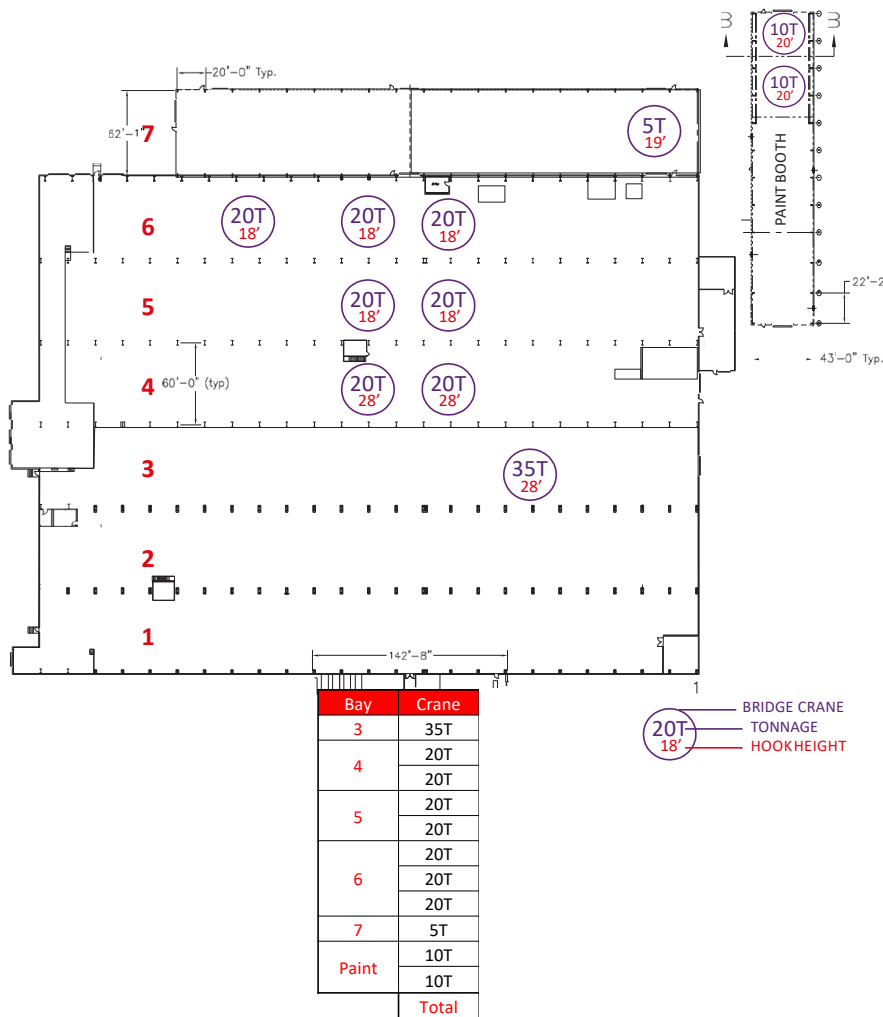 B B
10T
20'
20'-0" Typ.
10T
20'
62'-1"
7
5T
19'
PAINT BOOTH
6
20T
18'
20T
18'
20T
18'
5
20T
18'
20T
18'
22'-2
4
60'-0" (typ)
20T
28'
20T
28'
43'-0" Typ.
3
35T
28'
2
1
142'-8"
1
Bay Crane
3 35T
4 20T
20T
5 20T
20T
6 20T
20T
20T
7 5T
Paint 10T
10T
Total
BRIDGE CRANE
20T TONNAGE
18' HOOKHEIGHT